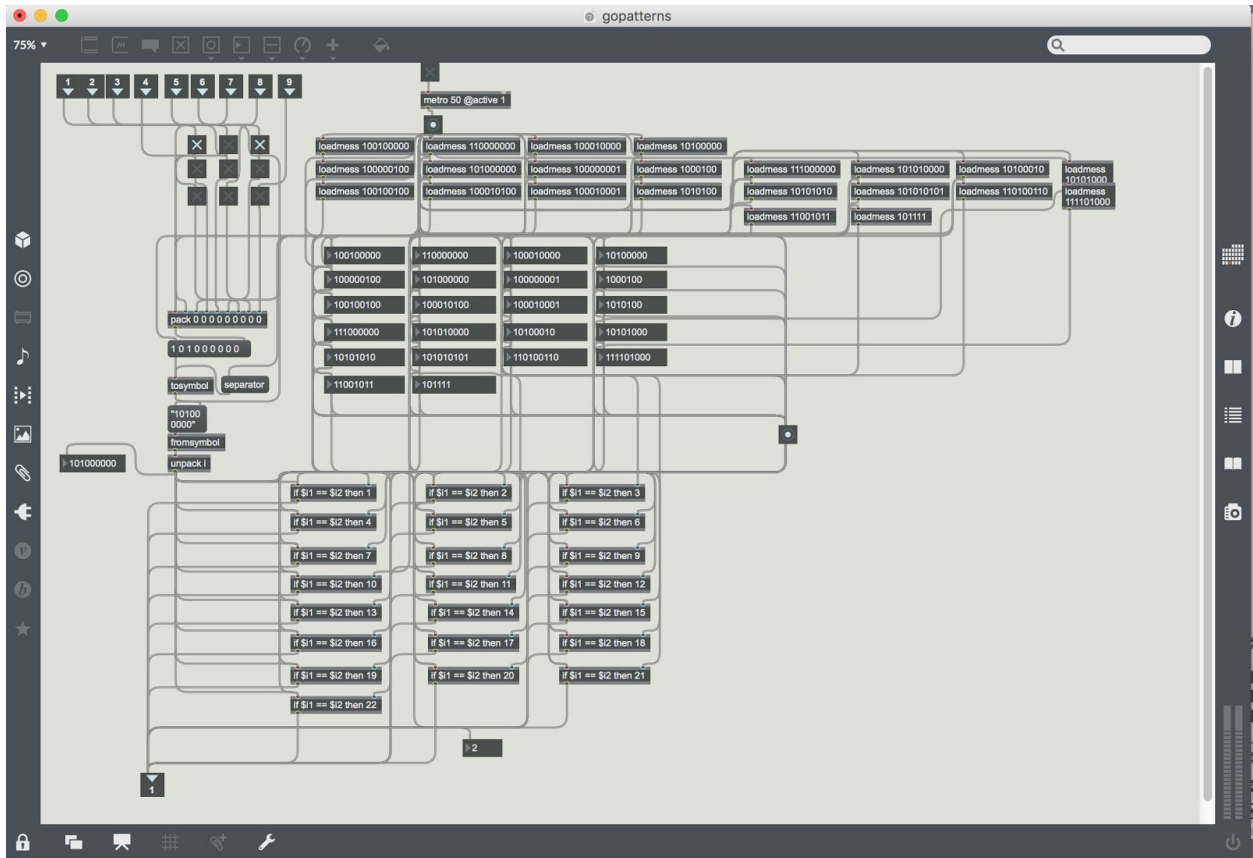 gopatterns
75%
1 2 3 4 5 6 7 8 9
metro 50 @active 1
loadmess 100100000 loadmess 110000000 loadmess 100010000 loadmess 10100000
loadmess 100000100 loadmess 101000000 loadmess 100000001 loadmess 1000100 loadmess 111000000 loadmess 101010000 loadmess 10100010 loadmess
10101000
loadmess 100100100 loadmess 100010100 loadmess 100010001 loadmess 1010100 loadmess 10101010 loadmess 101010101 loadmess 110100110 loadmess
111101000
loadmess 11001011 loadmess 101111
100100000 110000000 100010000 10100000
100000100 101000000 100000001 1000100
100100100 100010100 100010001 1010100
pack 0 0 0 0 0 0 0 0 0
111000000 101010000 10100010 10101000
1 0 1 0 0 0 0 0 0
10101010 101010101 110100110 111101000
tosymbol separator
11001011 101111
"10100
0000"
fromsymbol
101000000 unpack i
if $i1 == $i2 then 1 if $i1 == $i2 then 2 if $i1 == $i2 then 3
if $i1 == $i2 then 4 if $i1 == $i2 then 5 if $i1 == $i2 then 6
if $i1 == $i2 then 7 if $i1 == $i2 then 8 if $i1 == $i2 then 9
if $i1 == $i2 then 10 if $i1 == $i2 then 11 if $i1 == $i2 then 12
if $i1 == $i2 then 13 if $i1 == $i2 then 14 if $i1 == $i2 then 15
if $i1 == $i2 then 16 if $i1 == $i2 then 17 if $i1 == $i2 then 18
if $i1 == $i2 then 19 if $i1 == $i2 then 20 if $i1 == $i2 then 21
if $i1 == $i2 then 22
2
1